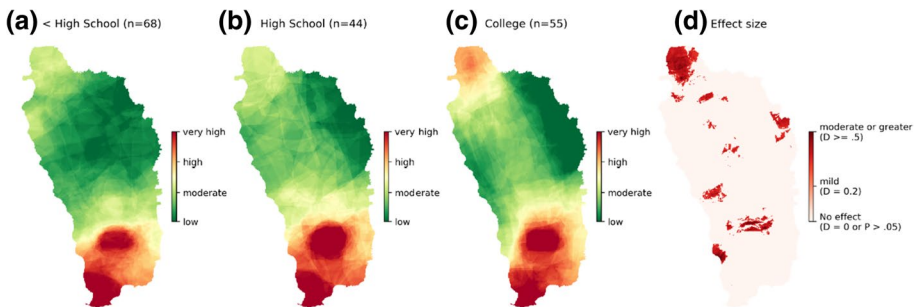 (a) < High School (n=68)
(b) High School (n=44)
(c) College (n=55)
(d) Effect size
very high
high
moderate
low
very high
high
moderate
low
very high
high
moderate
low
moderate or greater
(D >= .5)
mild
(D = 0.2)
No effect
(D = 0 or P > .05)